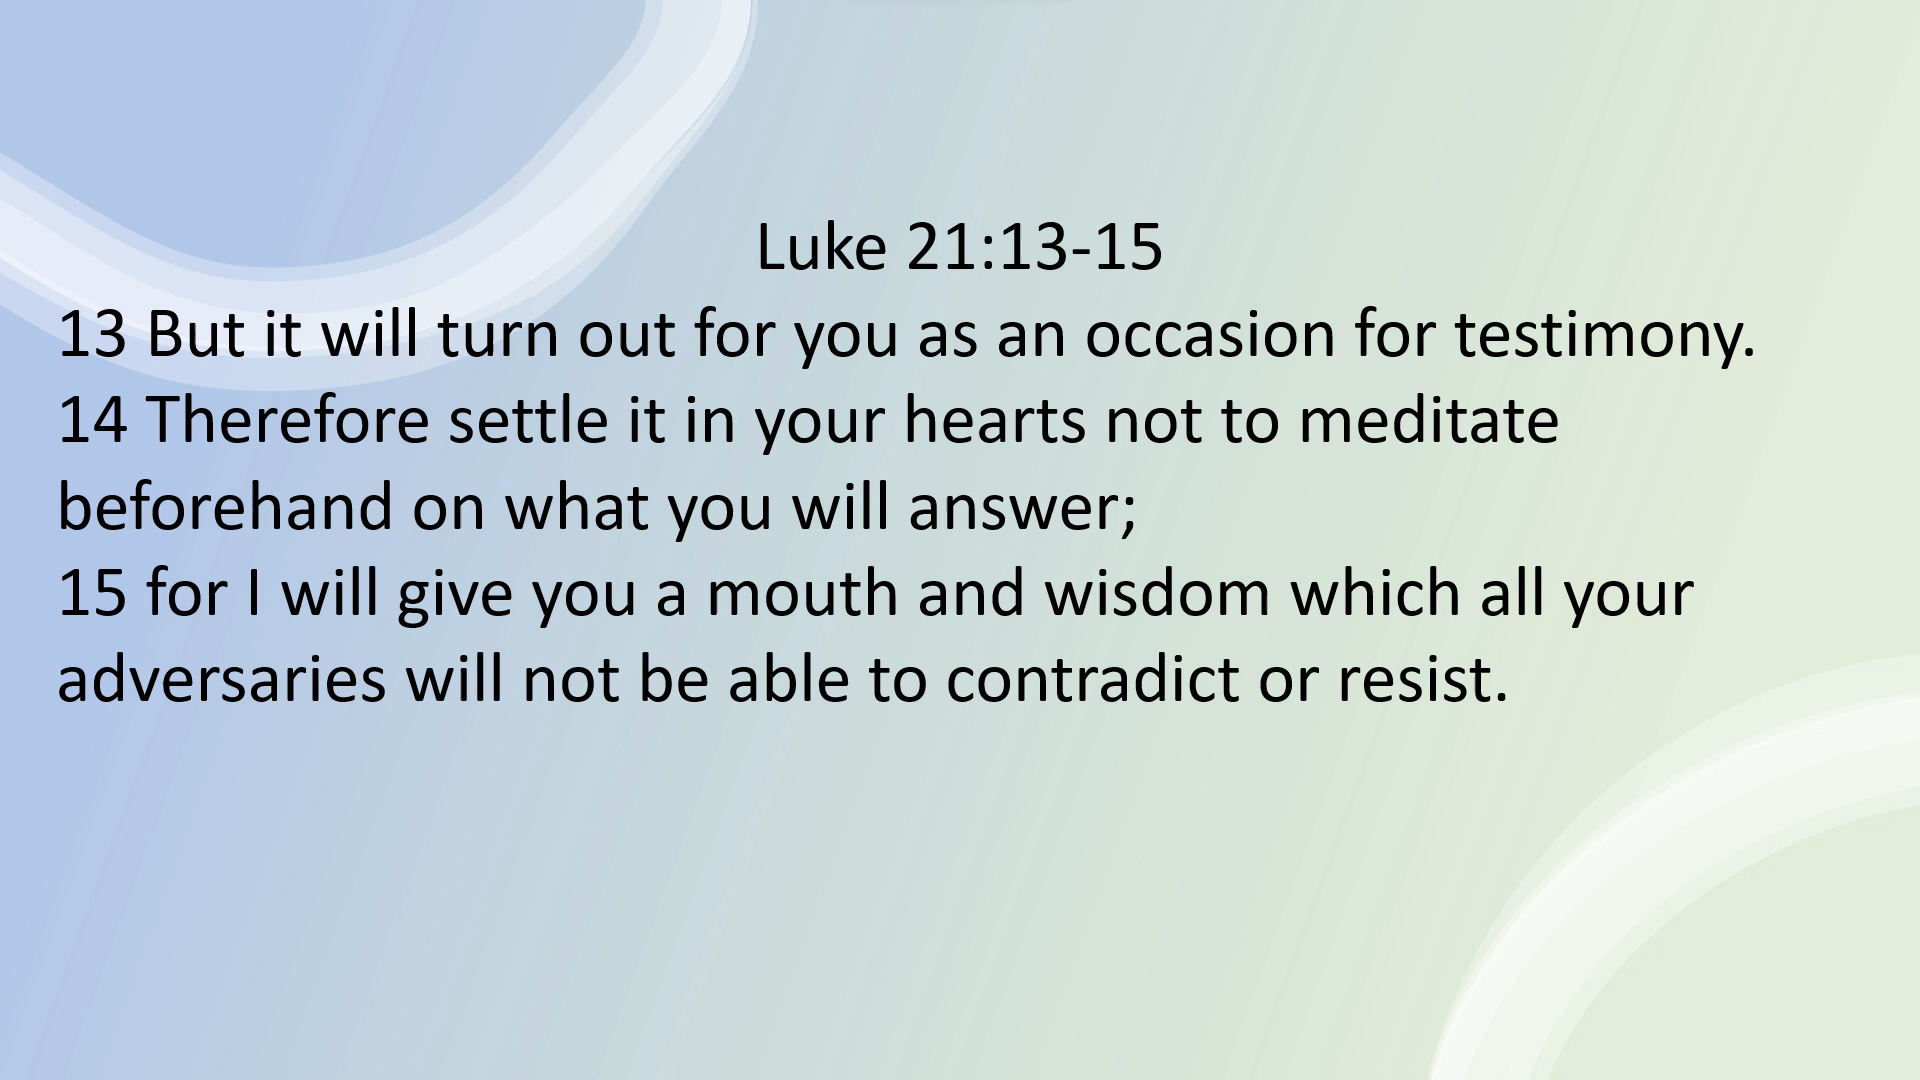 Luke 21:13-15
13 But it will turn out for you as an occasion for testimony.
14 Therefore settle it in your hearts not to meditate
beforehand on what you will answer;
15 for I will give you a mouth and wisdom which all your
adversaries will not be able to contradict or resist.